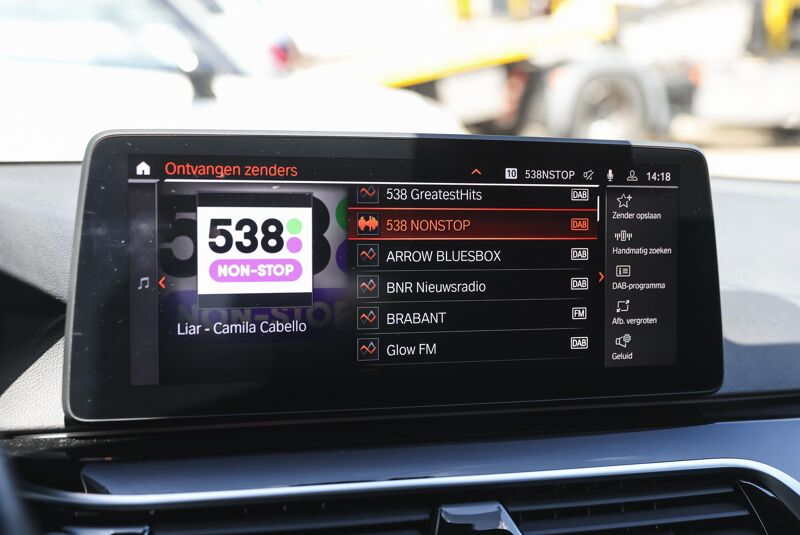 Ontvangen zenders
10 538NSTOP 14:18
538
NON-STOP
Liar - Camila Cabello
538 GreatestHits DAB
538 NONSTOP DAB
ARROW BLUESBOX DAB
BNR Nieuwsradio DAB
BRABANT FM
Glow FM DAB
Zender opslaan
Handmatig zoeken
DAB-programma
Afb. vergroten
Geluid